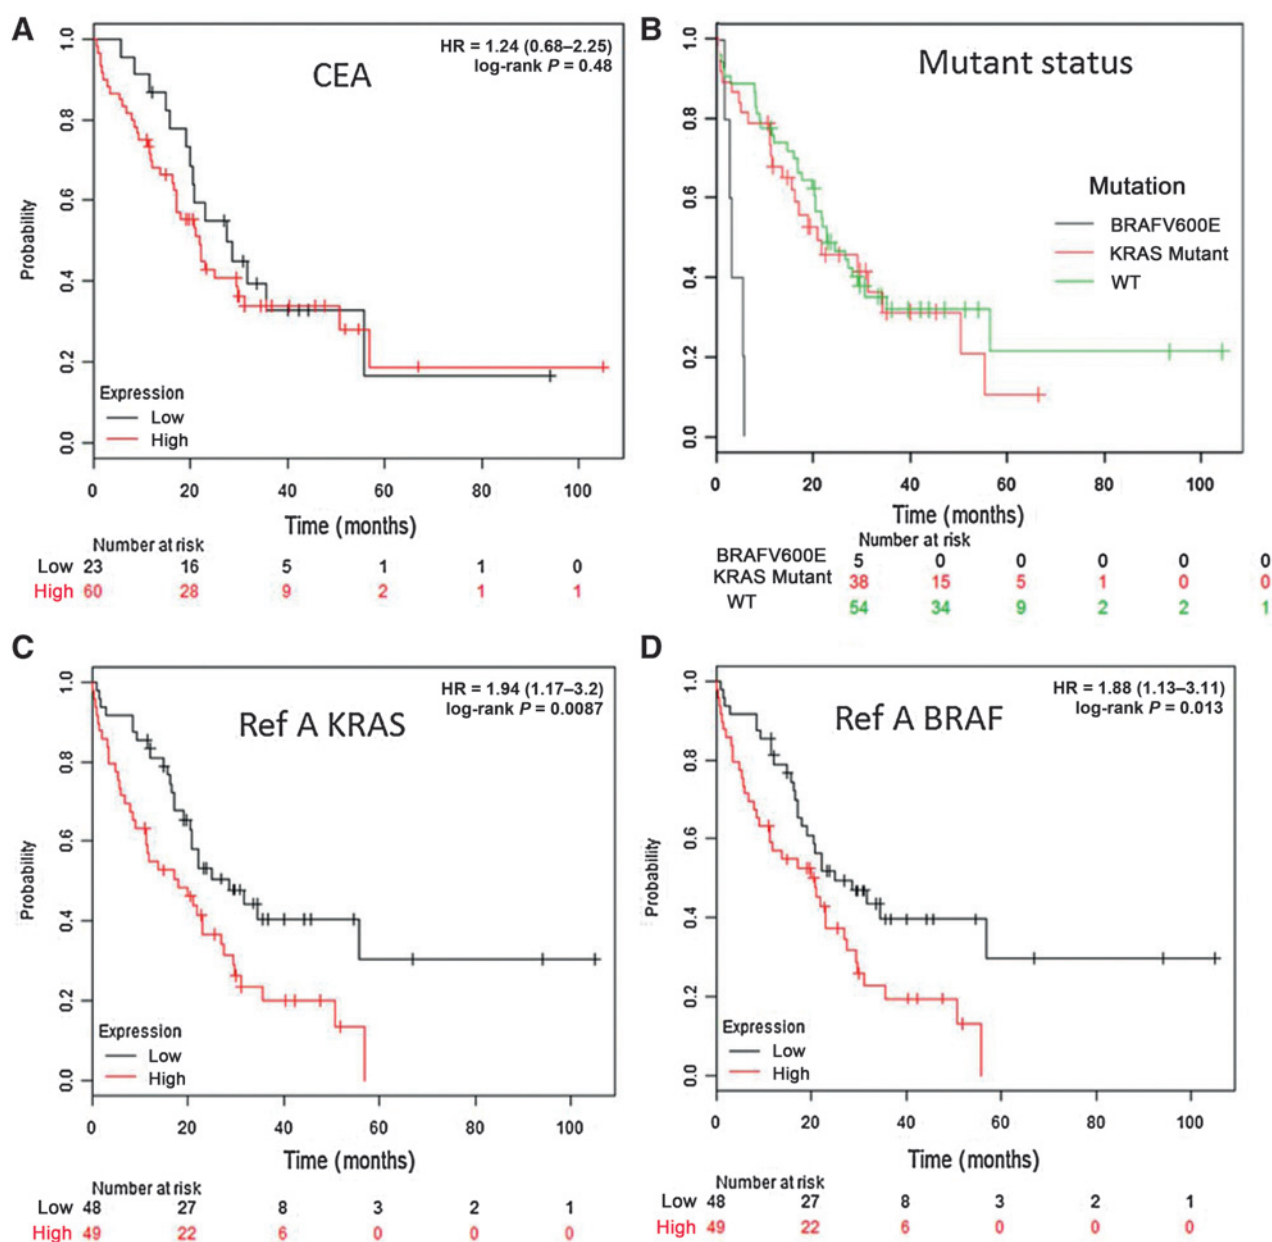 A
CEA
HR = 1.24 (0.68–2.25)
log-rank P = 0.48
Probability
1.0
0.8
0.6
0.4
0.2
0.0
Expression
Low
High
0 20 40 60 80 100
Time (months)
Number at risk
Low 23 16 5 1 1 0
High 60 28 9 2 1 1
B
Mutant status
Probability
1.0
0.8
0.6
0.4
0.2
0.0
Mutation
BRAFV600E
KRAS Mutant
WT
0 20 40 60 80 100
Time (months)
Number at risk
BRAFV600E 5 0 0 0 0 0
KRAS Mutant 38 15 5 1 0 0
WT 54 34 9 2 2 1
C
Ref A KRAS
HR = 1.94 (1.17–3.2)
log-rank P = 0.0087
Probability
1.0
0.8
0.6
0.4
0.2
0.0
Expression
Low
High
0 20 40 60 80 100
Time (months)
Number at risk
Low 48 27 8 3 2 1
High 49 22 6 0 0 0
D
Ref A BRAF
HR = 1.88 (1.13–3.11)
log-rank P = 0.013
Probability
1.0
0.8
0.6
0.4
0.2
0.0
Expression
Low
High
0 20 40 60 80 100
Time (months)
Number at risk
Low 48 27 8 3 2 1
High 49 22 6 0 0 0